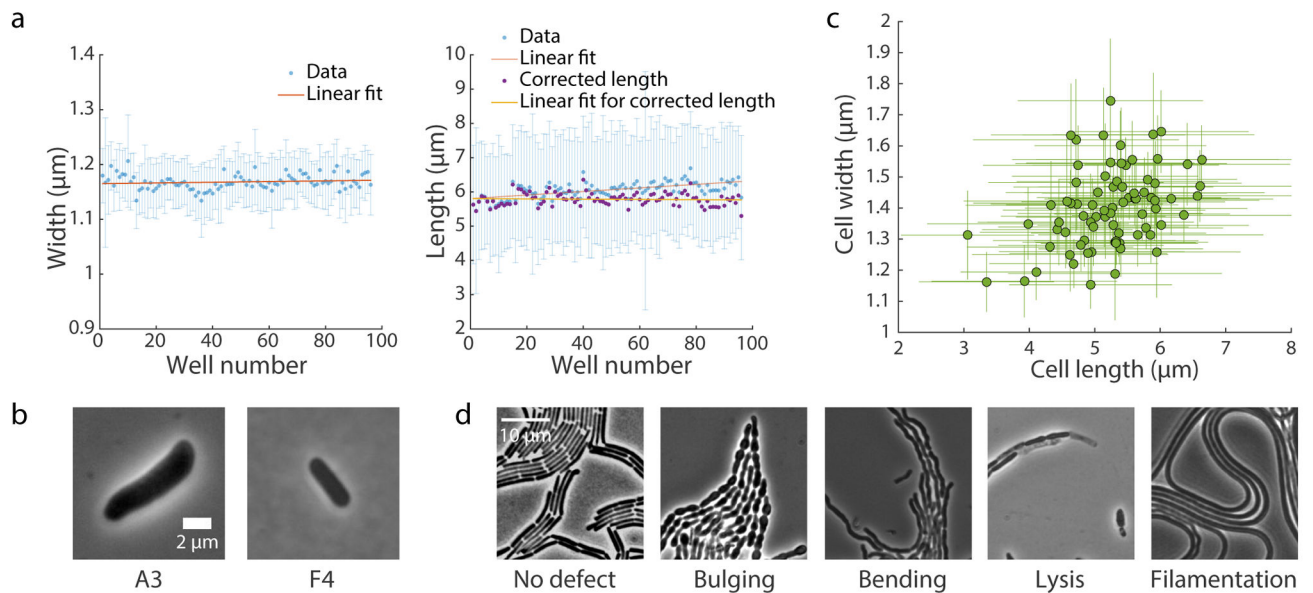 a
1.4
1.3
1.2
1.1
1
0.9
Width (µm)
0
20
40
60
80
100
Well number
Data
Linear fit
10
9
8
7
6
5
4
3
2
Length (µm)
0
20
40
60
80
100
Well number
Data
Linear fit
Corrected length
Linear fit for corrected length
c
2
1.9
1.8
1.7
1.6
1.5
1.4
1.3
1.2
1.1
1
Cell width (µm)
2
3
4
5
6
7
8
Cell length (µm)
b
2 µm
A3
F4
d
10 µm
No defect
Bulging
Bending
Lysis
Filamentation